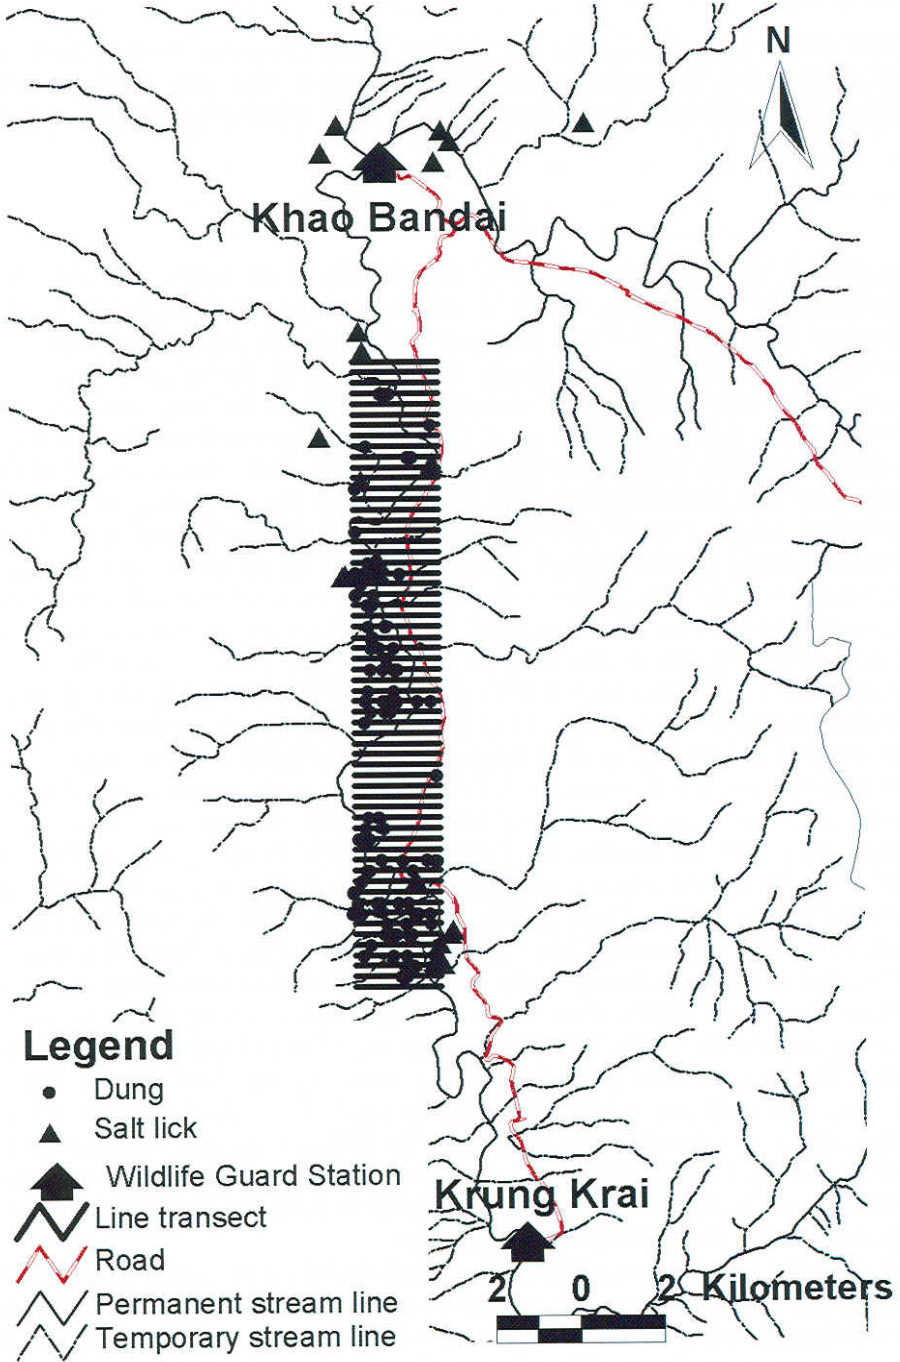 N
Khao Bandai
Legend
Dung
Salt lick
Wildlife Guard Station
Line transect
Road
Permanent stream line
Temporary stream line
Krung Krai
2 0 2 Kilometers